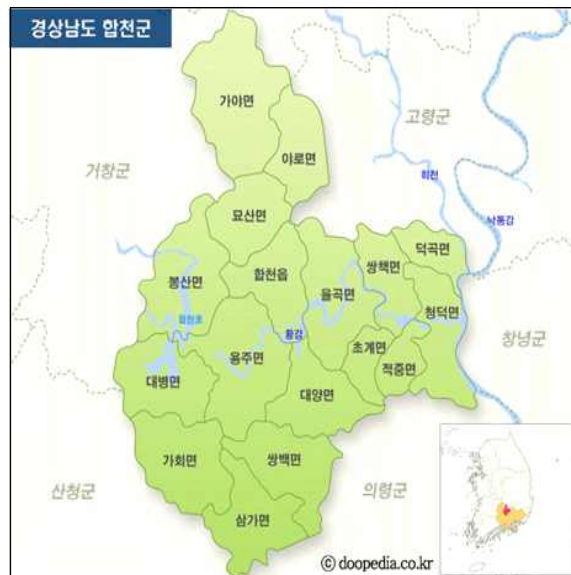 경상남도 합천군
가야면
고령군
야로면
거창군
회천
묘산면
낙동강
덕곡면
쌍책면
합천읍
봉산면
율곡면
청덕면
합천호
창녕군
황강
초계면
용주면
적중면
대병면
대양면
가회면
쌍백면
산청군
의령군
삼가면
ⓒ doopedia.co.kr